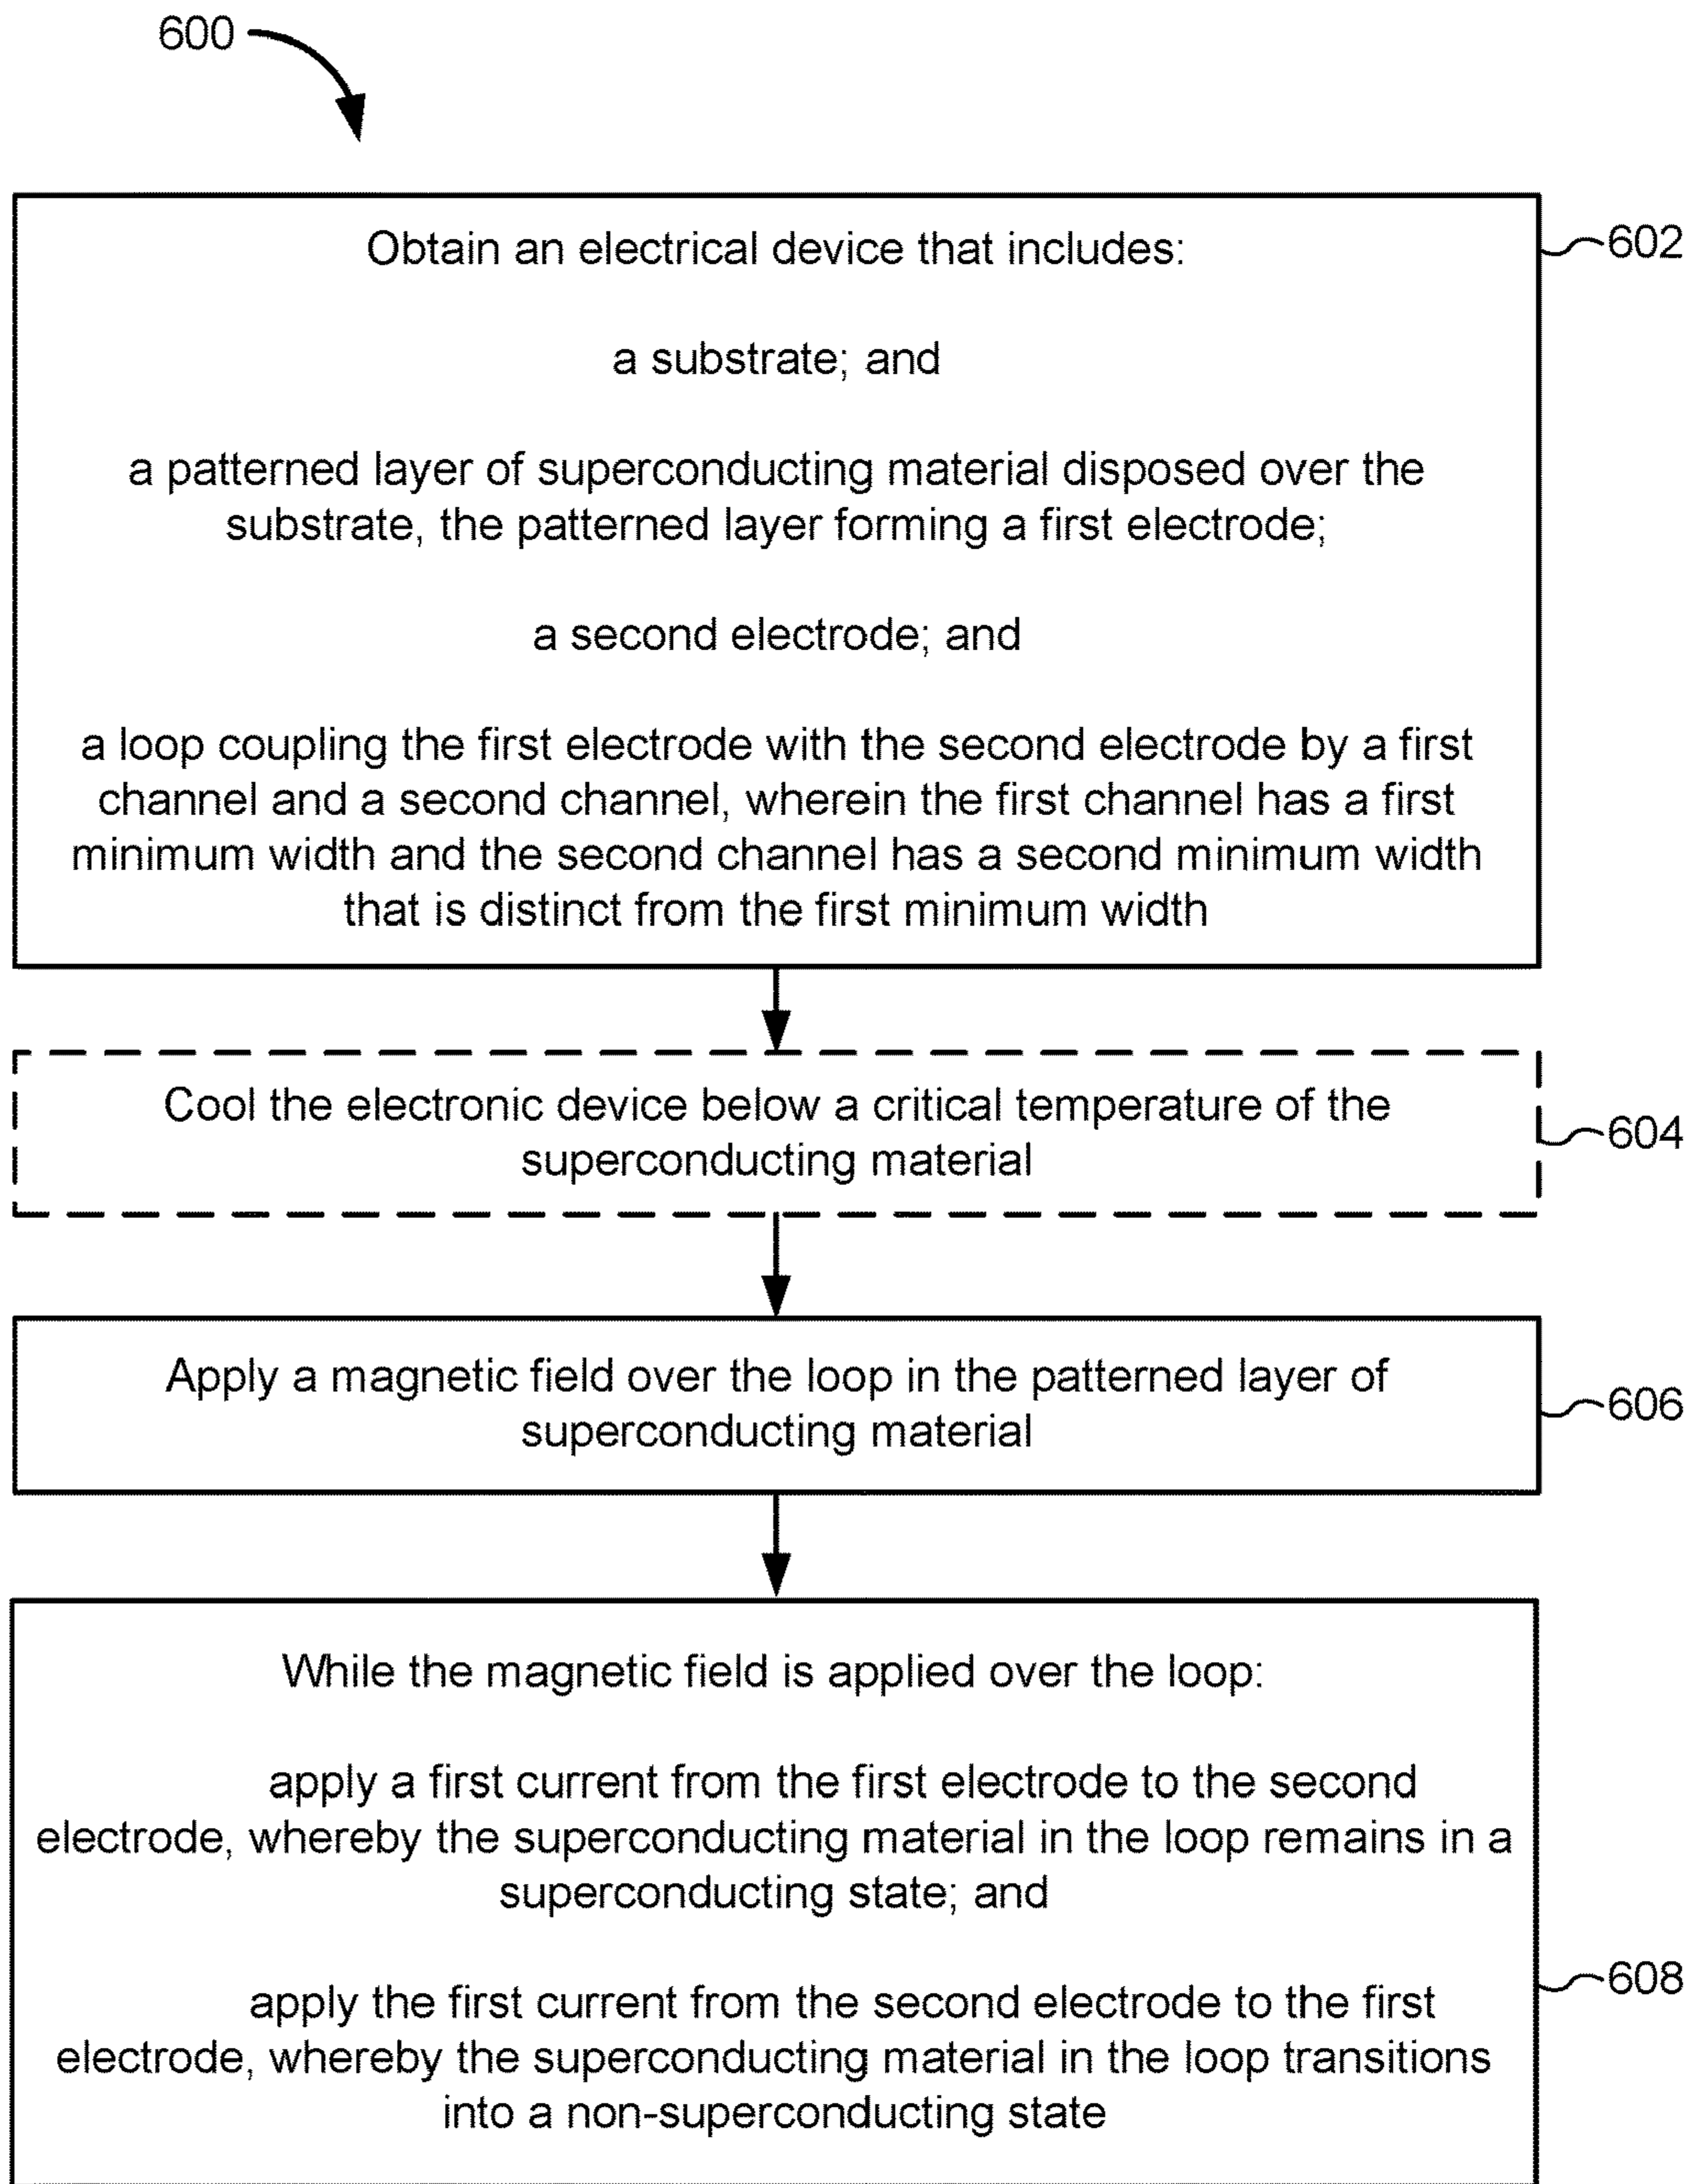 600
Obtain an electrical device that includes:
602
a substrate; and
a patterned layer of superconducting material disposed over the
substrate, the patterned layer forming a first electrode;
a second electrode; and
a loop coupling the first electrode with the second electrode by a first
channel and a second channel, wherein the first channel has a first
minimum width and the second channel has a second minimum width
that is distinct from the first minimum width
Cool the electronic device below a critical temperature of the
superconducting material
604
Apply a magnetic field over the loop in the patterned layer of
superconducting material
606
While the magnetic field is applied over the loop:
apply a first current from the first electrode to the second
electrode, whereby the superconducting material in the loop remains in a
superconducting state; and
608
apply the first current from the second electrode to the first
electrode, whereby the superconducting material in the loop transitions
into a non-superconducting state